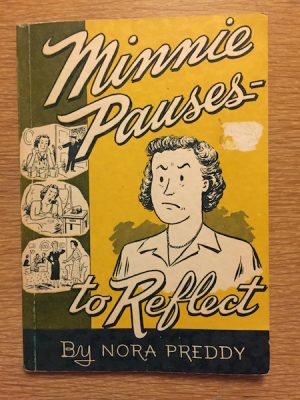 Minnie
Pauses-
to Reflect
By NORA PREDDY